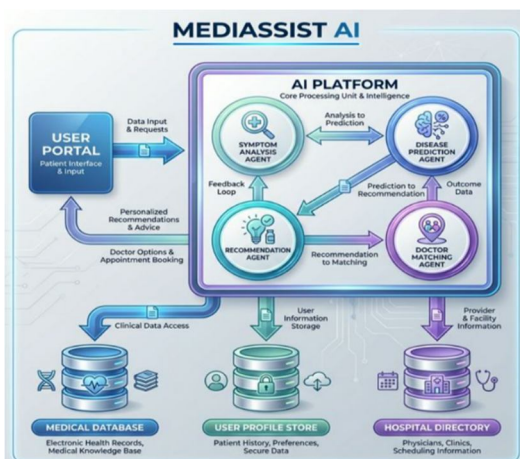 MEDIASSIST AI
AI PLATFORM
Core Processing Unit & Intelligence
USER
PORTAL
Patient Interface
& Input
Data Input
& Requests
SYMPTOM
ANALYSIS
AGENT
Analysis to
Prediction
DISEASE
PREDICTION
AGENT
Feedback
Loop
Prediction to
Recommendation
Outcome
Data
RECOMMENDATION
AGENT
Recommendation
to Matching
DOCTOR
MATCHING
AGENT
Personalized
Recommendations
& Advice
Doctor Options &
Appointment Booking
Clinical Data Access
User
Information
Storage
Provider
& Facility
Information
MEDICAL DATABASE
Electronic Health Records,
Medical Knowledge Base
USER PROFILE STORE
Patient History, Preferences,
Secure Data
HOSPITAL DIRECTORY
Physicians, Clinics,
Scheduling Information